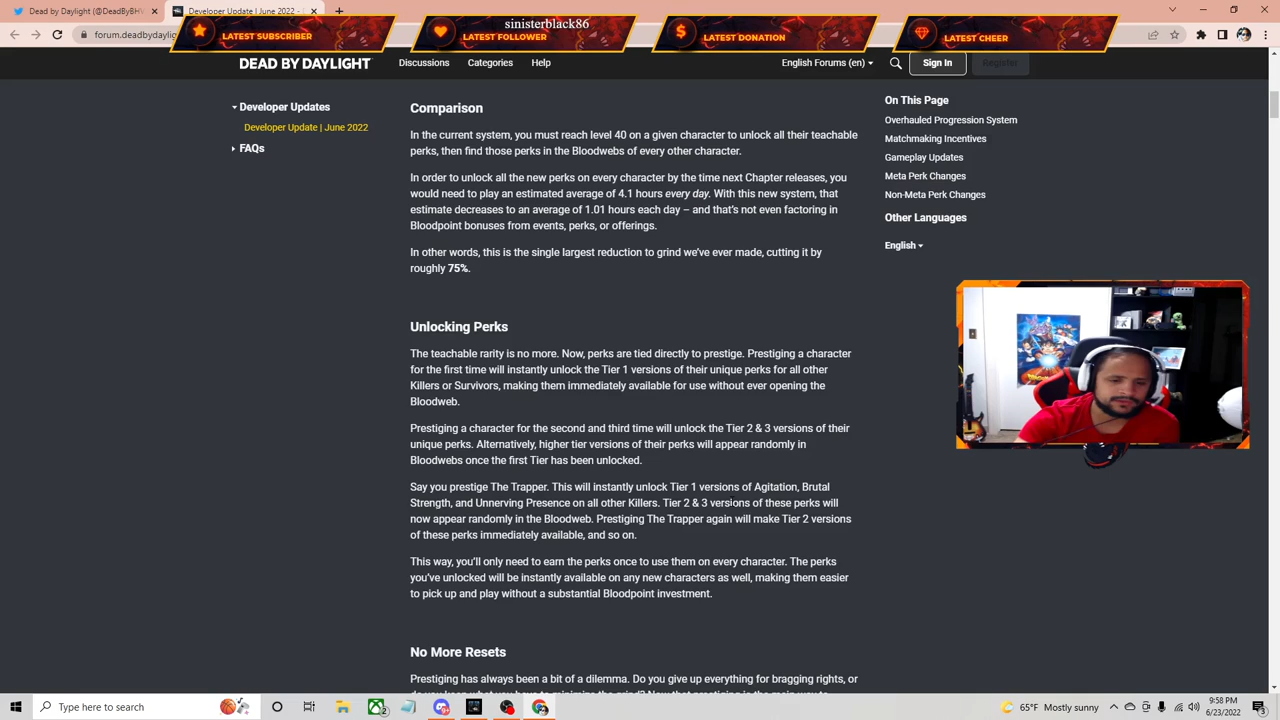 (2) [DeadByBHV
Developer Update | June 2022 -
forum.deadbydaylig
sinisterblack86
LATEST SUBSCRIBER
LATEST FOLLOWER
LATEST DONATION
LATEST CHEER
DEAD BY DAYLIGHT
Discussions
Categories
Help
English Forums (en)
Sign In
Register
Developer Updates
Developer Update | June 2022
FAQs
Comparison
In the current system, you must reach level 40 on a given character to unlock all their teachable
perks, then find those perks in the Bloodwebs of every other character.
In order to unlock all the new perks on every character by the time next Chapter releases, you
would need to play an estimated average of 4.1 hours every day. With this new system, that
estimate decreases to an average of 1.01 hours each day – and that's not even factoring in
Bloodpoint bonuses from events, perks, or offerings.
In other words, this is the single largest reduction to grind we've ever made, cutting it by
roughly 75%.
Unlocking Perks
The teachable rarity is no more. Now, perks are tied directly to prestige. Prestiging a character
for the first time will instantly unlock the Tier 1 versions of their unique perks for all other
Killers or Survivors, making them immediately available for use without ever opening the
Bloodweb.
Prestiging a character for the second and third time will unlock the Tier 2 & 3 versions of their
unique perks. Alternatively, higher tier versions of their perks will appear randomly in
Bloodwebs once the first Tier has been unlocked.
Say you prestige The Trapper. This will instantly unlock Tier 1 versions of Agitation, Brutal
Strength, and Unnerving Presence on all other Killers. Tier 2 & 3 versions of these perks will
now appear randomly in the Bloodweb. Prestiging The Trapper again will make Tier 2 versions
of these perks immediately available, and so on.
This way, you'll only need to earn the perks once to use them on every character. The perks
you've unlocked will be instantly available on any new characters as well, making them easier
to pick up and play without a substantial Bloodpoint investment.
No More Resets
Prestiging has always been a bit of a dilemma. Do you give up everything for bragging rights, or
On This Page
Overhauled Progression System
Matchmaking Incentives
Gameplay Updates
Meta Perk Changes
Non-Meta Perk Changes
Other Languages
English
Type here to search
65°F Mostly sunny
9:58 PM
6/23/2022